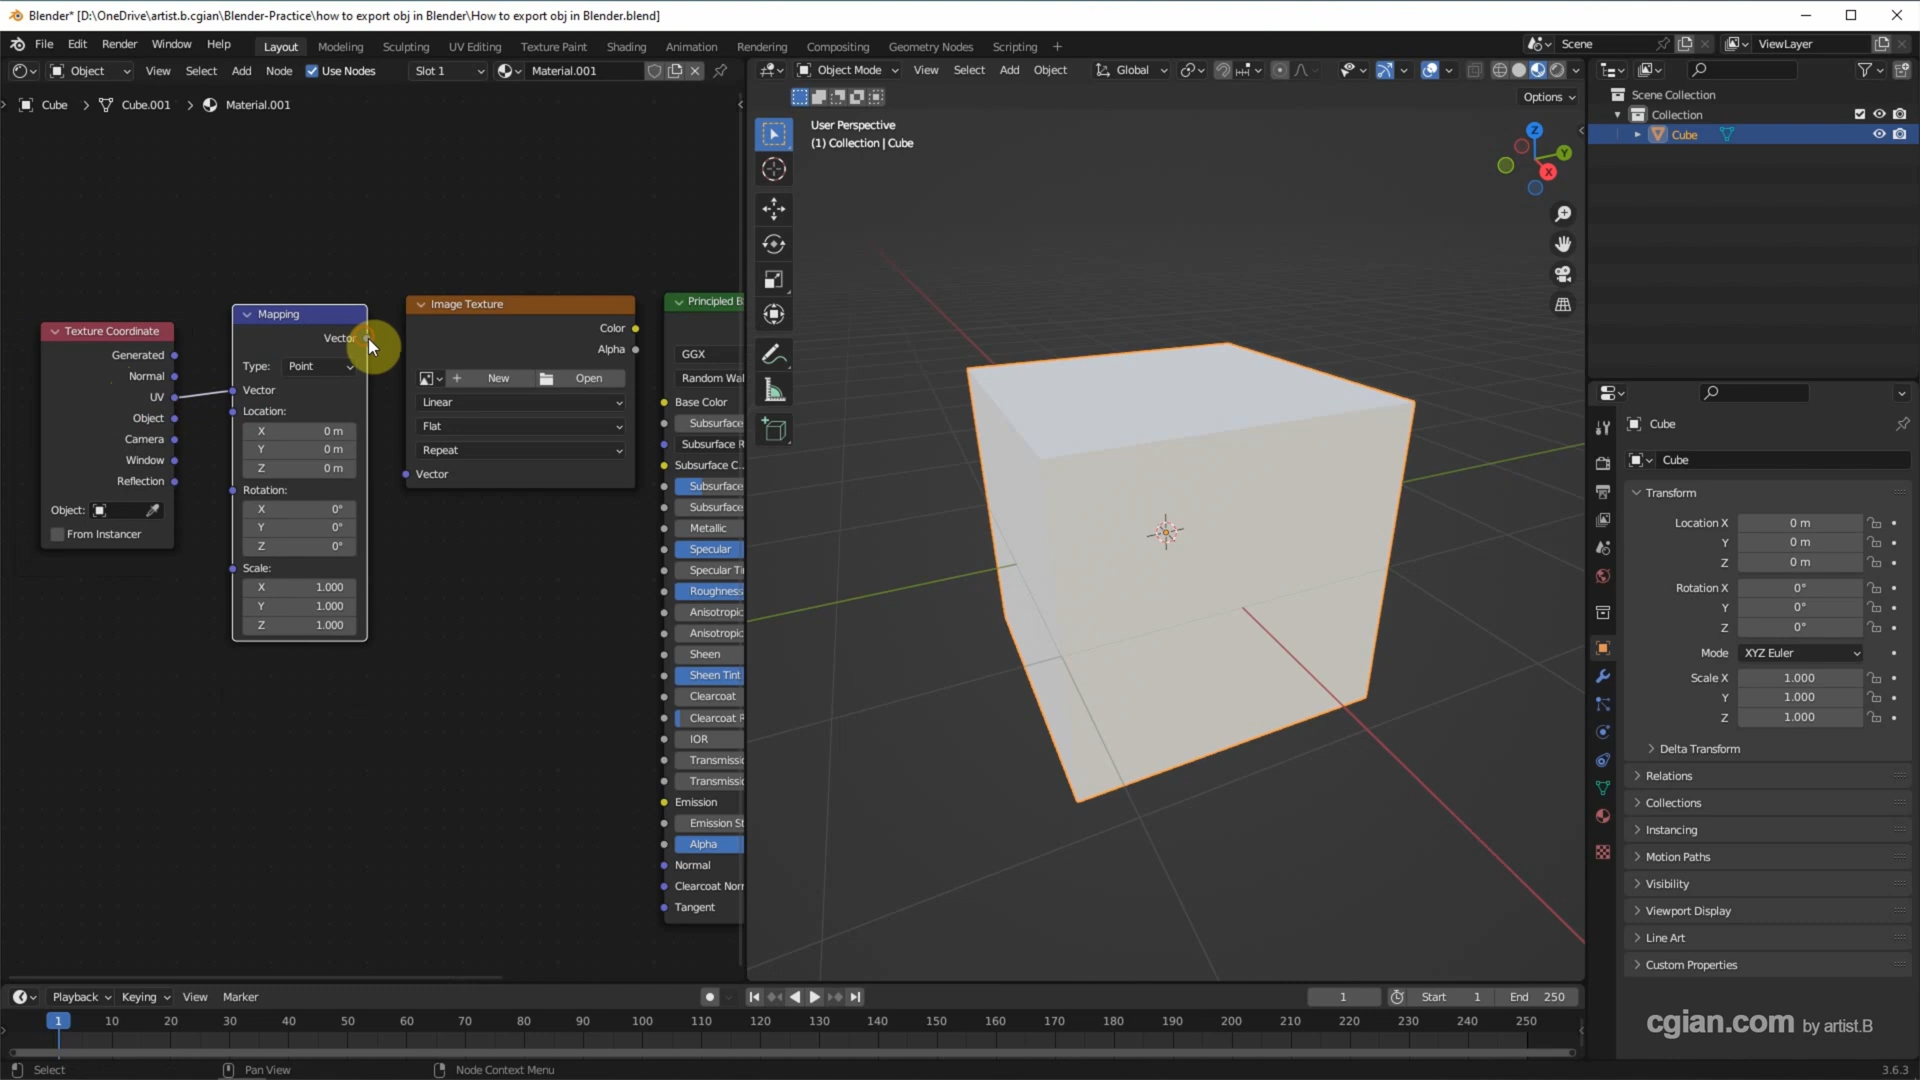 Blender* [D:\OneDrive\artist.b.cgian\Blender-Practice\how to export obj in Blender\How to export obj in Blender.blend]
File Edit Render Window Help Layout Modeling Sculpting UV Editing Texture Paint Shading Animation Rendering Compositing Geometry Nodes Scripting + Scene ViewLayer
Object View Select Add Node Use Nodes Slot 1 Material.001
Object Mode View Select Add Object Global
Options
Cube > Cube.001 > Material.001
User Perspective
(1) Collection | Cube
Z
Y
X
Scene Collection
Collection
Cube
Texture Coordinate
Generated
Normal
UV
Object
Camera
Window
Reflection
Object:
From Instancer
Mapping
Vector
Type: Point
Vector
Location:
X 0 m
Y 0 m
Z 0 m
Rotation:
X 0°
Y 0°
Z 0°
Scale:
X 1.000
Y 1.000
Z 1.000
Image Texture
Color
Alpha
+ New Open
Linear
Flat
Repeat
Vector
Principled B
GGX
Random Wal
Base Color
Subsurface
Subsurface R
Subsurface C..
Subsurface
Subsurface
Metallic
Specular
Specular Ti
Roughness
Anisotropic
Anisotropic
Sheen
Sheen Tint
Clearcoat
Clearcoat R
IOR
Transmissic
Transmissic
Emission
Emission St
Alpha
Normal
Clearcoat Norr
Tangent
Cube
Cube
Transform
Location X 0 m
Y 0 m
Z 0 m
Rotation X 0°
Y 0°
Z 0°
Mode XYZ Euler
Scale X 1.000
Y 1.000
Z 1.000
Delta Transform
Relations
Collections
Instancing
Motion Paths
Visibility
Viewport Display
Line Art
Custom Properties
Playback Keying View Marker 1 Start 1 End 250
1 10 20 30 40 50 60 70 80 90 100 110 120 130 140 150 160 170 180 190 200 210 220 230 240 250
cgian.com by artist.B
Select Pan View Node Context Menu 3.6.3